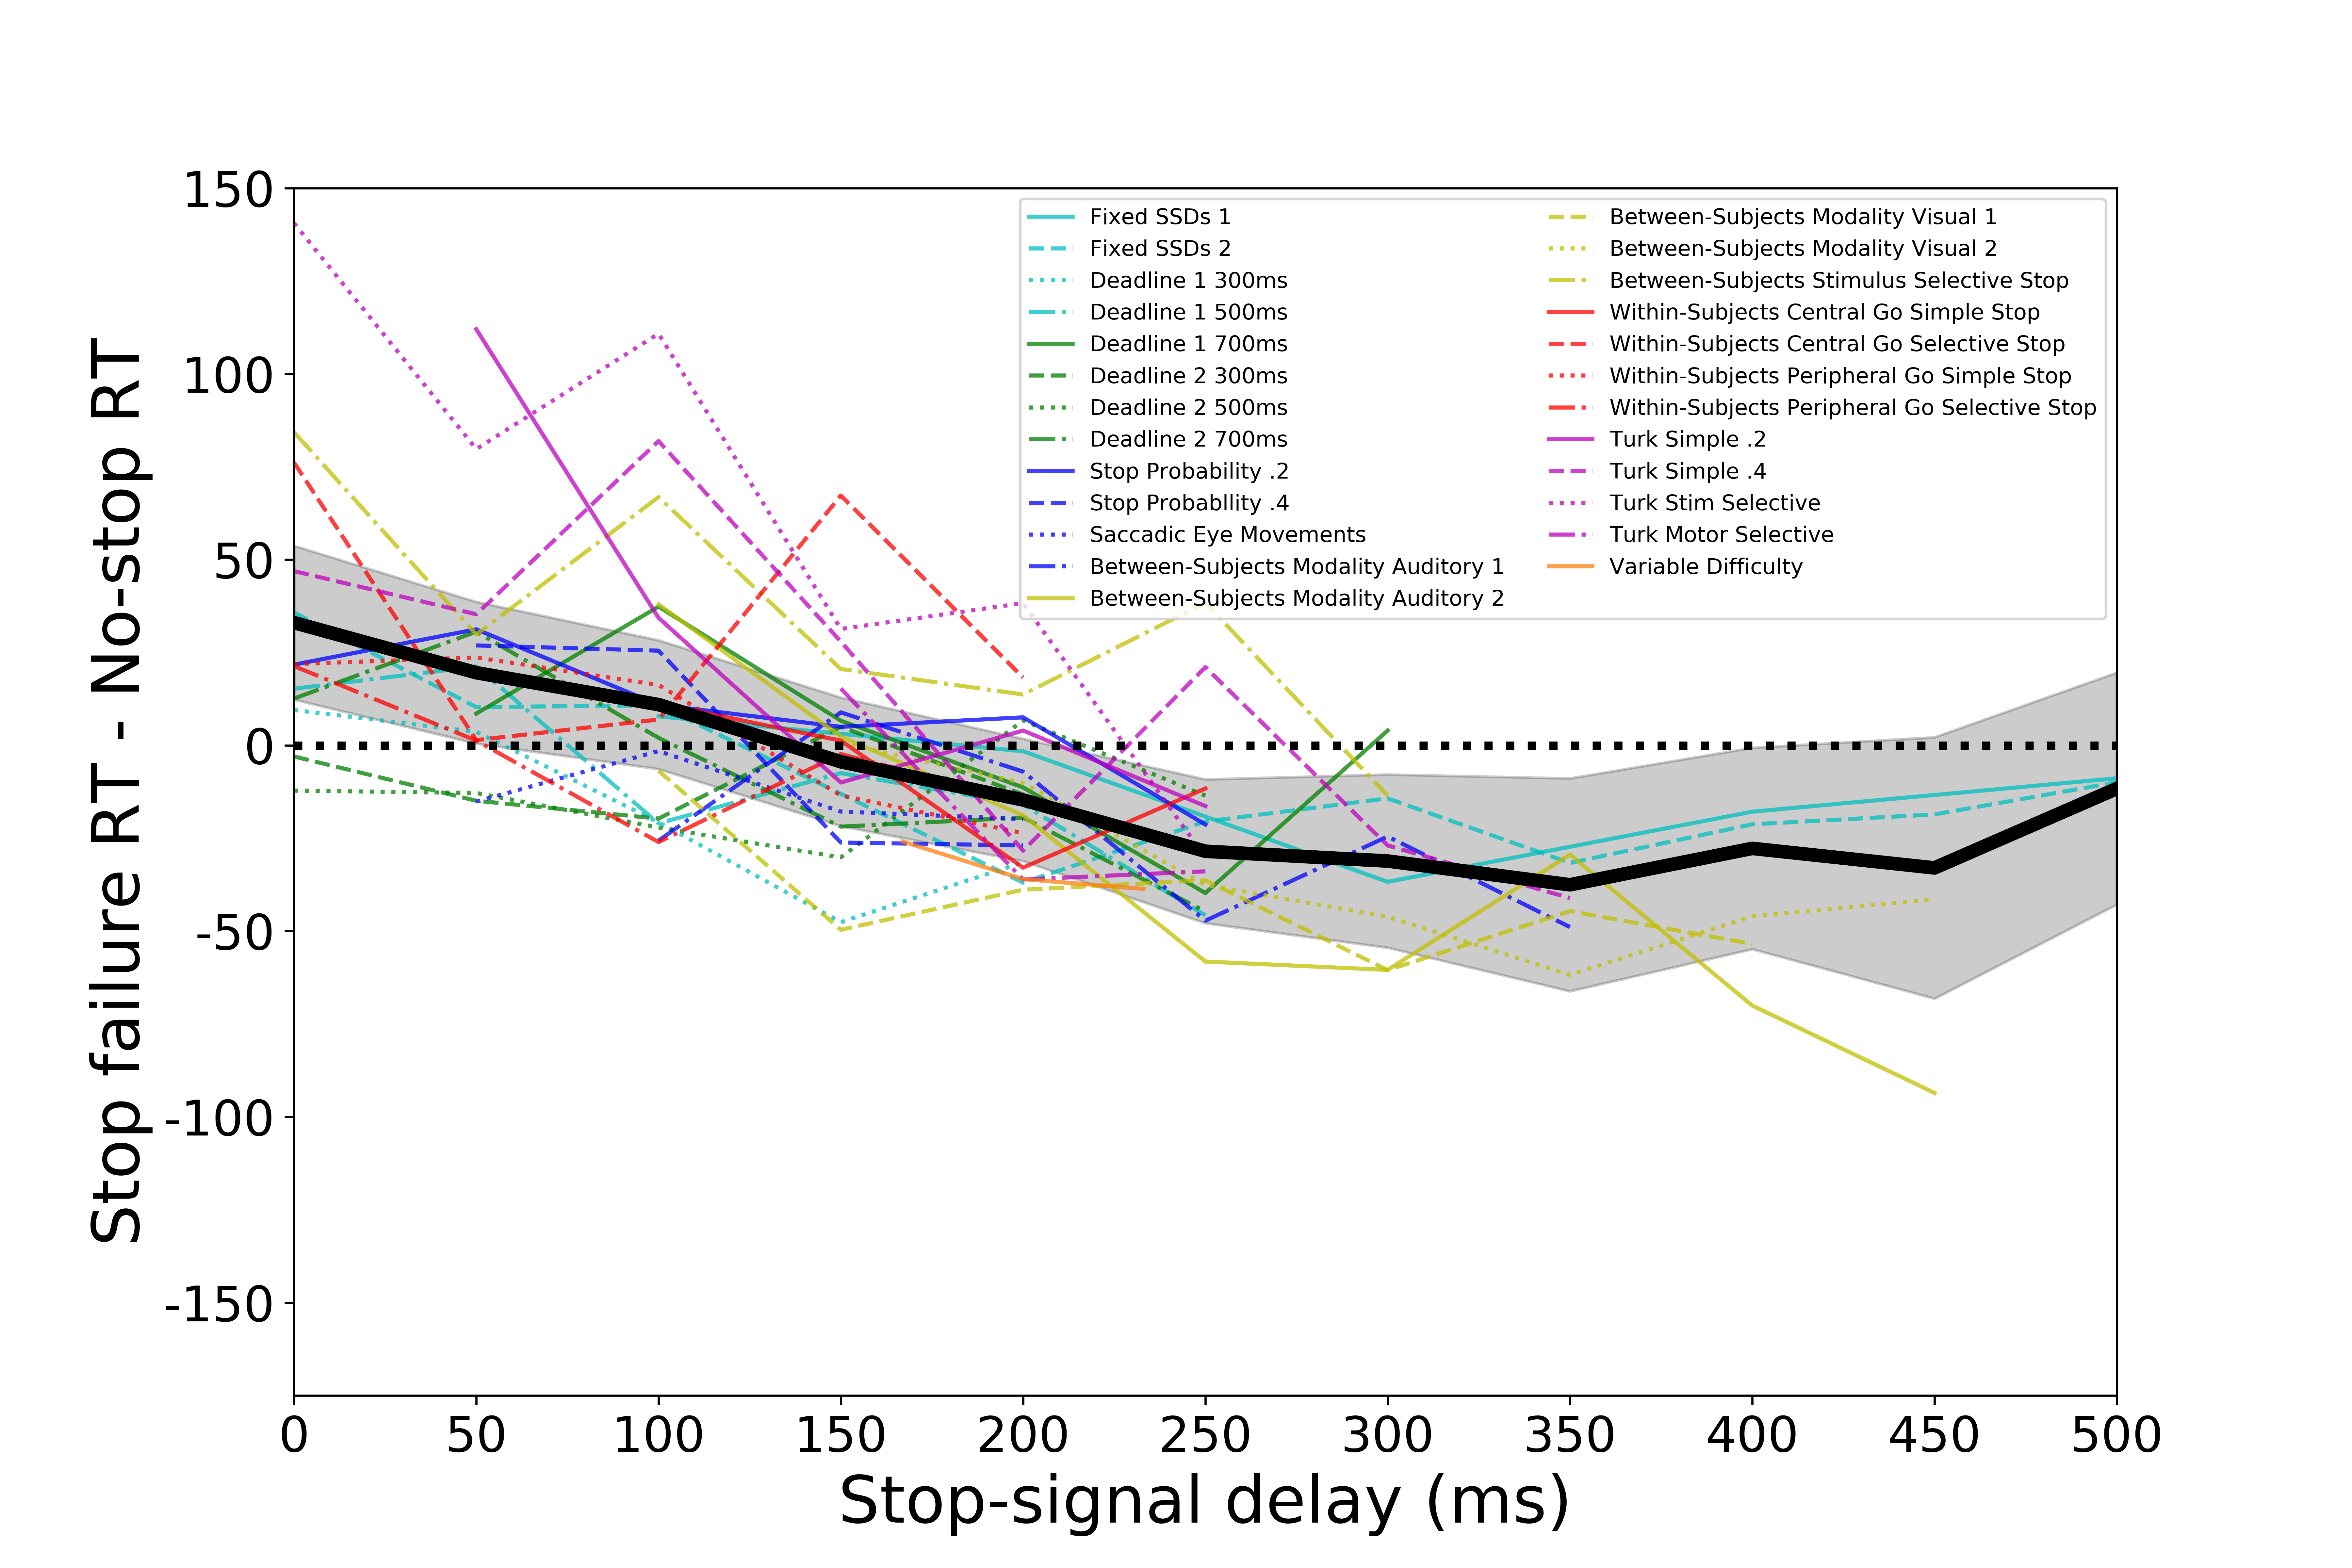 Stop failure RT - No-stop RT
150
100
50
0
-50
-100
-150
Fixed SSDs 1
Fixed SSDs 2
Deadline 1 300ms
Deadline 1 500ms
Deadline 1 700ms
Deadline 2 300ms
Deadline 2 500ms
Deadline 2 700ms
Stop Probability .2
Stop Probabllity .4
Saccadic Eye Movements
Between-Subjects Modality Auditory 1
Between-Subjects Modality Auditory 2
Between-Subjects Modality Visual 1
Between-Subjects Modality Visual 2
Between-Subjects Stimulus Selective Stop
Within-Subjects Central Go Simple Stop
Within-Subjects Central Go Selective Stop
Within-Subjects Peripheral Go Simple Stop
Within-Subjects Peripheral Go Selective Stop
Turk Simple .2
Turk Simple .4
Turk Stim Selective
Turk Motor Selective
Variable Difficulty
0 50 100 150 200 250 300 350 400 450 500
Stop-signal delay (ms)